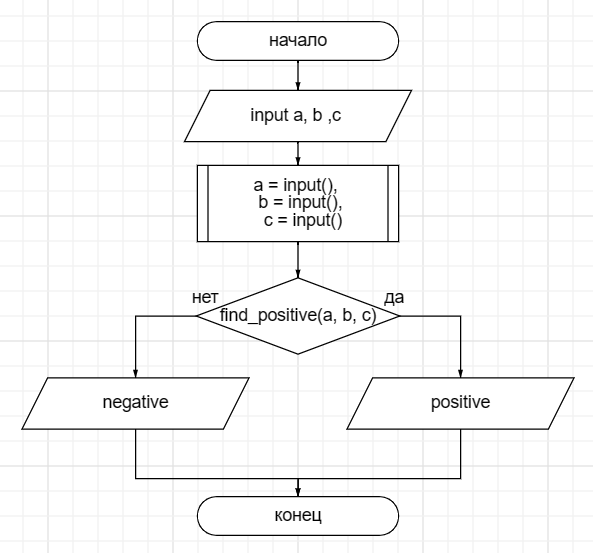 начало
input a, b ,c
a = input(),
b = input(),
c = input()
нет
да
find_positive(a, b, c)
negative
positive
конец